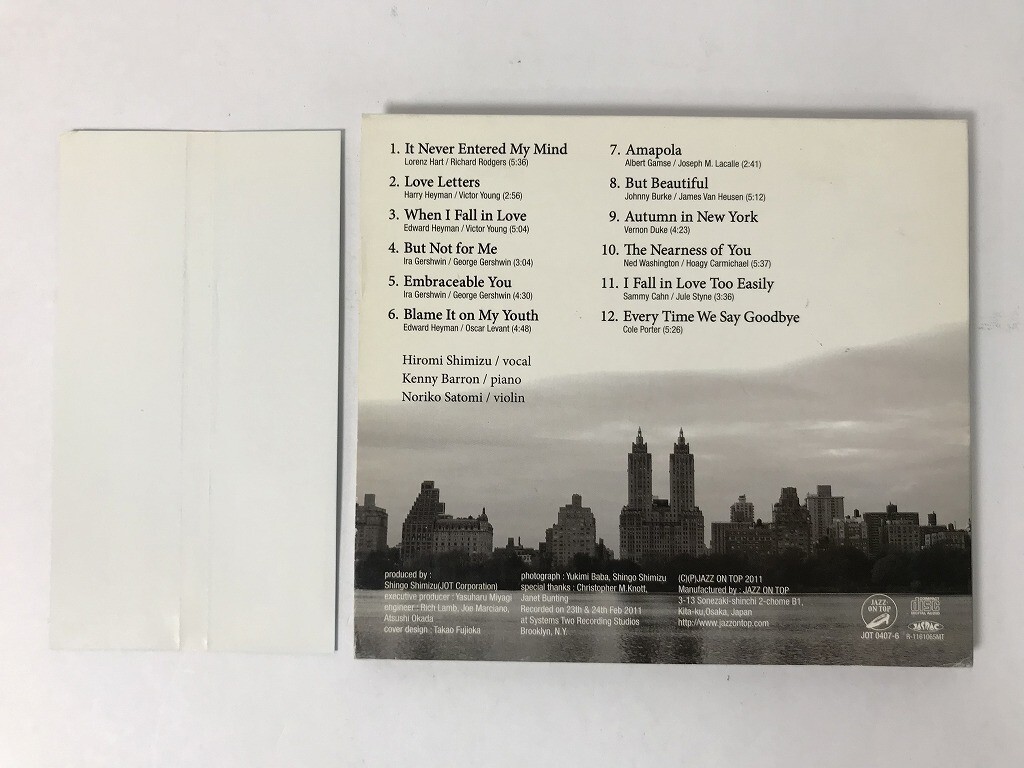 1. It Never Entered My Mind
Lorenz Hart / Richard Rodgers (5:36)
2. Love Letters
Harry Heyman / Victor Young (2:56)
3. When I Fall in Love
Edward Heyman / Victor Young (5:04)
4. But Not for Me
Ira Gershwin / George Gershwin (3:04)
5. Embraceable You
Ira Gershwin / George Gershwin (4:30)
6. Blame It on My Youth
Edward Heyman / Oscar Levant (4:48)
7. Amapola
Albert Gamse / Joseph M. Lacalle (2:41)
8. But Beautiful
Johnny Burke / James Van Heusen (5:12)
9. Autumn in New York
Vernon Duke (4:23)
10. The Nearness of You
Ned Washington / Hoagy Carmichael (5:37)
11. I Fall in Love Too Easily
Sammy Cahn / Jule Styne (3:36)
12. Every Time We Say Goodbye
Cole Porter (5:26)
Hiromi Shimizu / vocal
Kenny Barron / piano
Noriko Satomi / violin
produced by :
Shingo Shimizu(JOT Corporation)
executive producer : Yasuharu Miyagi
engineer : Rich Lamb, Joe Marciano,
Atsushi Okada
cover design : Takao Fujioka
photograph : Yukimi Baba, Shingo Shimizu
special thanks : Christopher M.Knott,
Janet Bunting
Recorded on 23th & 24th Feb 2011
at Systems Two Recording Studios
Brooklyn, N.Y.
(C)(P)JAZZ ON TOP 2011
Manufactured by : JAZZ ON TOP
3-13 Sonezaki-shinchi 2-chome B1,
Kita-ku,Osaka, Japan
http://www.jazzontop.com
JAZZ
ON TOP
JOT 0407-6
COMPACT
disc
DIGITAL AUDIO
JASRAC
R-1161065MT